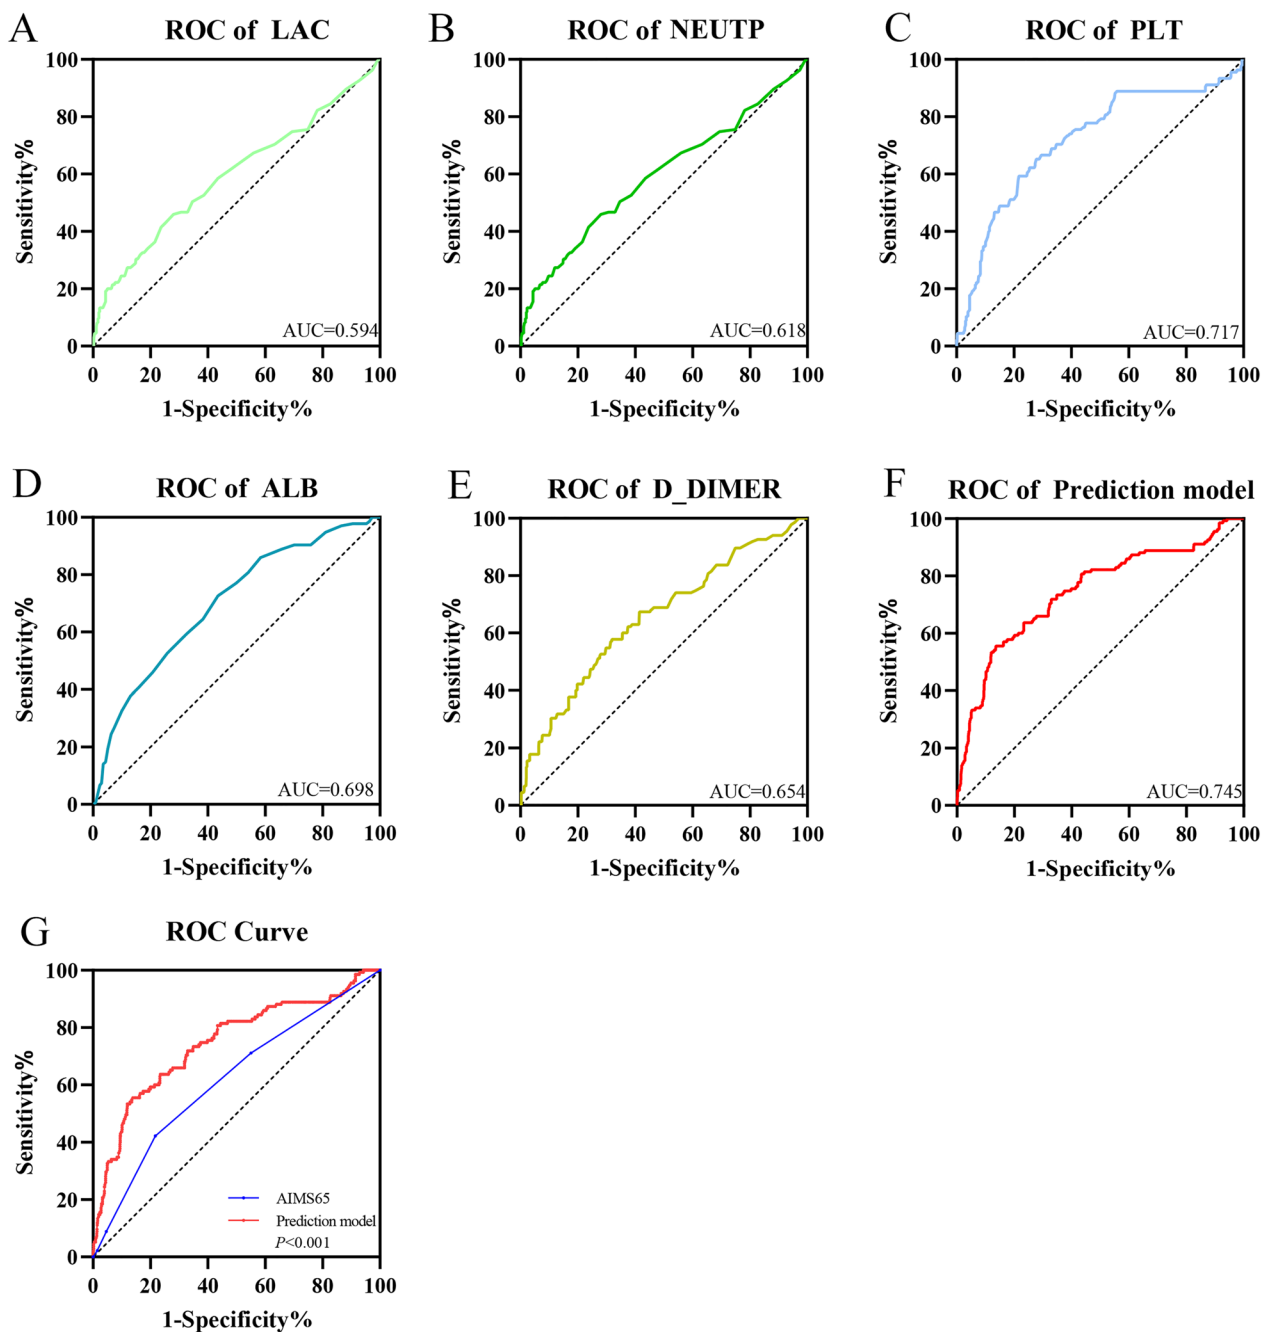 A
ROC of LAC
Sensitivity%
100
80
60
40
20
0
AUC=0.594
0 20 40 60 80 100
1-Specificity%
B
ROC of NEUTP
Sensitivity%
100
80
60
40
20
0
AUC=0.618
0 20 40 60 80 100
1-Specificity%
C
ROC of PLT
Sensitivity%
100
80
60
40
20
0
AUC=0.717
0 20 40 60 80 100
1-Specificity%
D
ROC of ALB
Sensitivity%
100
80
60
40
20
0
AUC=0.698
0 20 40 60 80 100
1-Specificity%
E
ROC of D_DIMER
Sensitivity%
100
80
60
40
20
0
AUC=0.654
0 20 40 60 80 100
1-Specificity%
F
ROC of Prediction model
Sensitivity%
100
80
60
40
20
0
AUC=0.745
0 20 40 60 80 100
1-Specificity%
G
ROC Curve
Sensitivity%
100
80
60
40
20
0
AIMS65
Prediction model
P<0.001
0 20 40 60 80 100
1-Specificity%